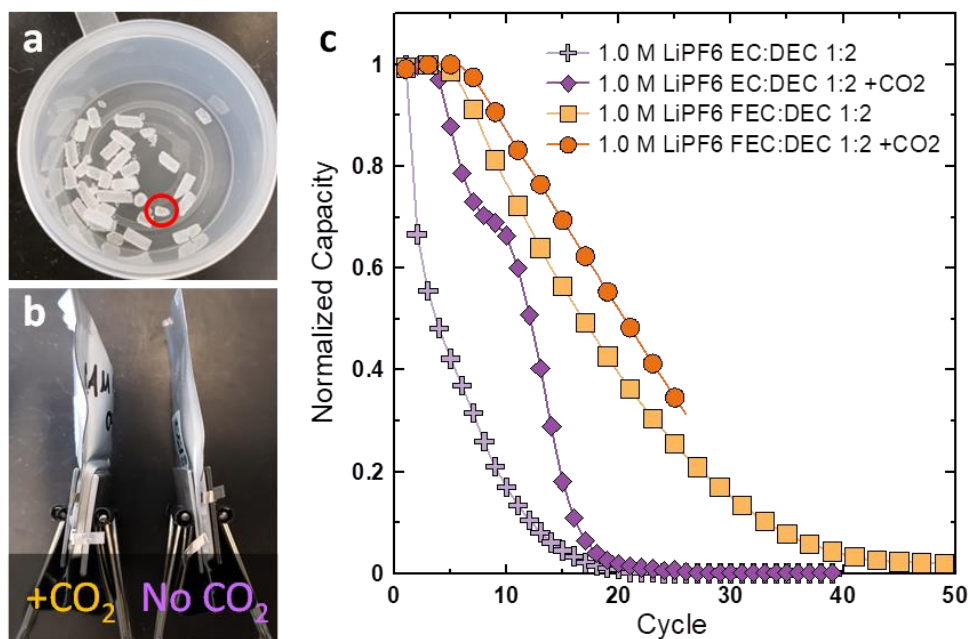 a
b
+CO2
No CO2
c
1.0 M LiPF6 EC:DEC 1:2
1.0 M LiPF6 EC:DEC 1:2 +CO2
1.0 M LiPF6 FEC:DEC 1:2
1.0 M LiPF6 FEC:DEC 1:2 +CO2
Normalized Capacity
1
0.8
0.6
0.4
0.2
0
0
10
20
30
40
50
Cycle